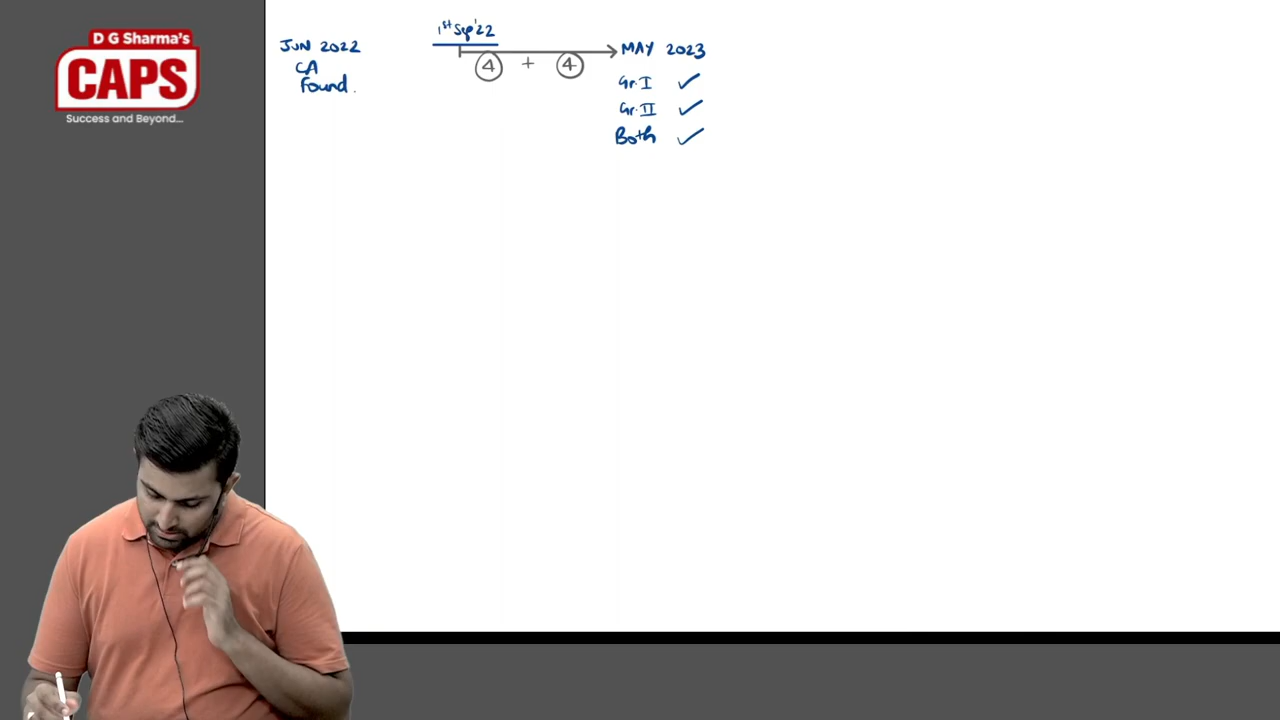 D G Sharma's
CAPS
Success and Beyond...
JUN 2022
CA
Found.
1st Sep'22
4 + 4
MAY 2023
Gr. I ✓
Gr. II ✓
Both ✓